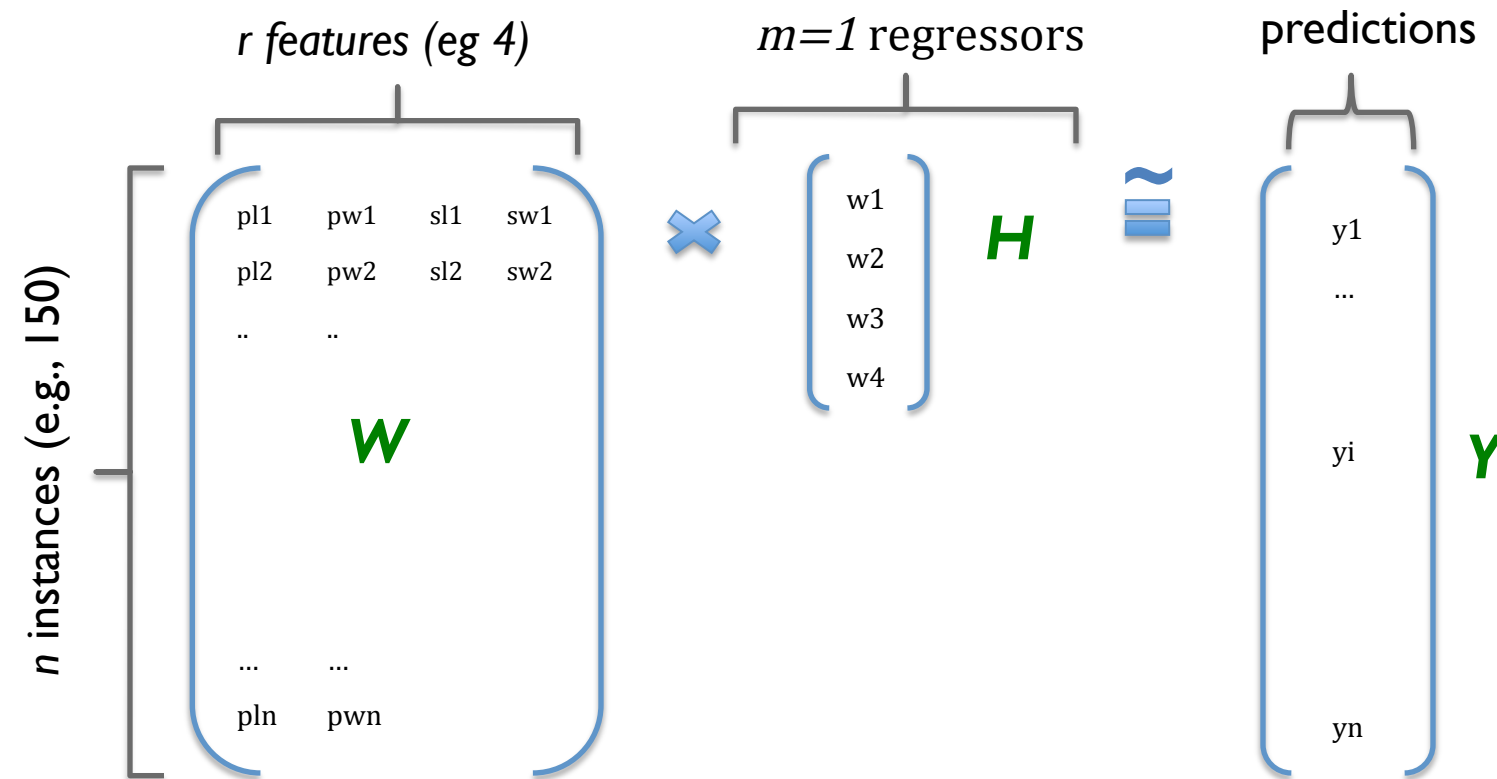 r features (eg 4)
m=1 regressors
predictions
n instances (e.g., 150)
pl1 pw1 sl1 sw1
pl2 pw2 sl2 sw2
.. ..
W
... ...
pln pwn
w1
w2
w3
w4
H
≅
y1
...
yi
yn
Y